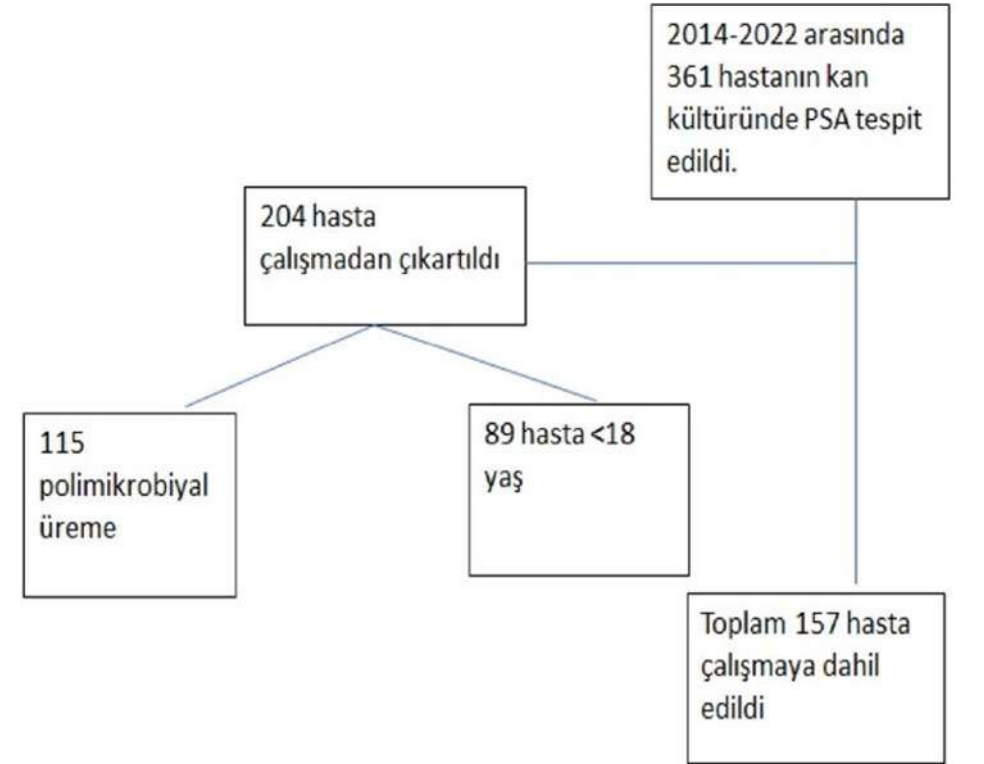 2014-2022 arasında
361 hastanın kan
kültüründe PSA tespit
edildi.
204 hasta
çalışmadan çıkartıldı
115
polimikrobiyal
üreme
89 hasta <18
yaş
Toplam 157 hasta
çalışmaya dahil
edildi